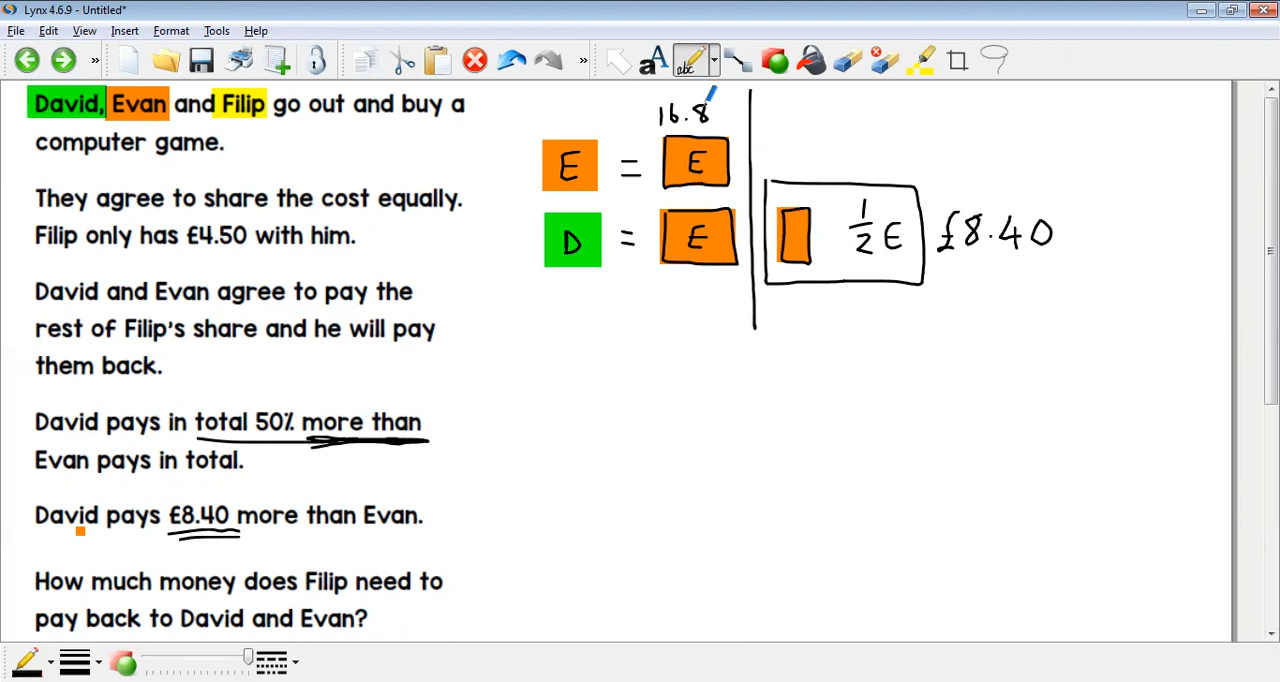 Lynx 4.6.9 - Untitled*
File Edit View Insert Format Tools Help
» a abc »
David, Evan and Filip go out and buy a
computer game.
They agree to share the cost equally.
Filip only has £4.50 with him.
David and Evan agree to pay the
rest of Filip's share and he will pay
them back.
David pays in total 50% more than
Evan pays in total.
David pays £8.40 more than Evan.
How much money does Filip need to
pay back to David and Evan?
16.8
E = E
D = E 1/2 E £8.40